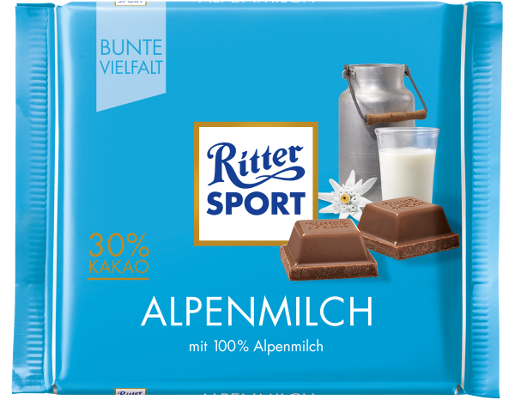 BUNTE
VIELFALT
Ritter
SPORT
30%
KAKAO
ALPENMILCH
mit 100% Alpenmilch